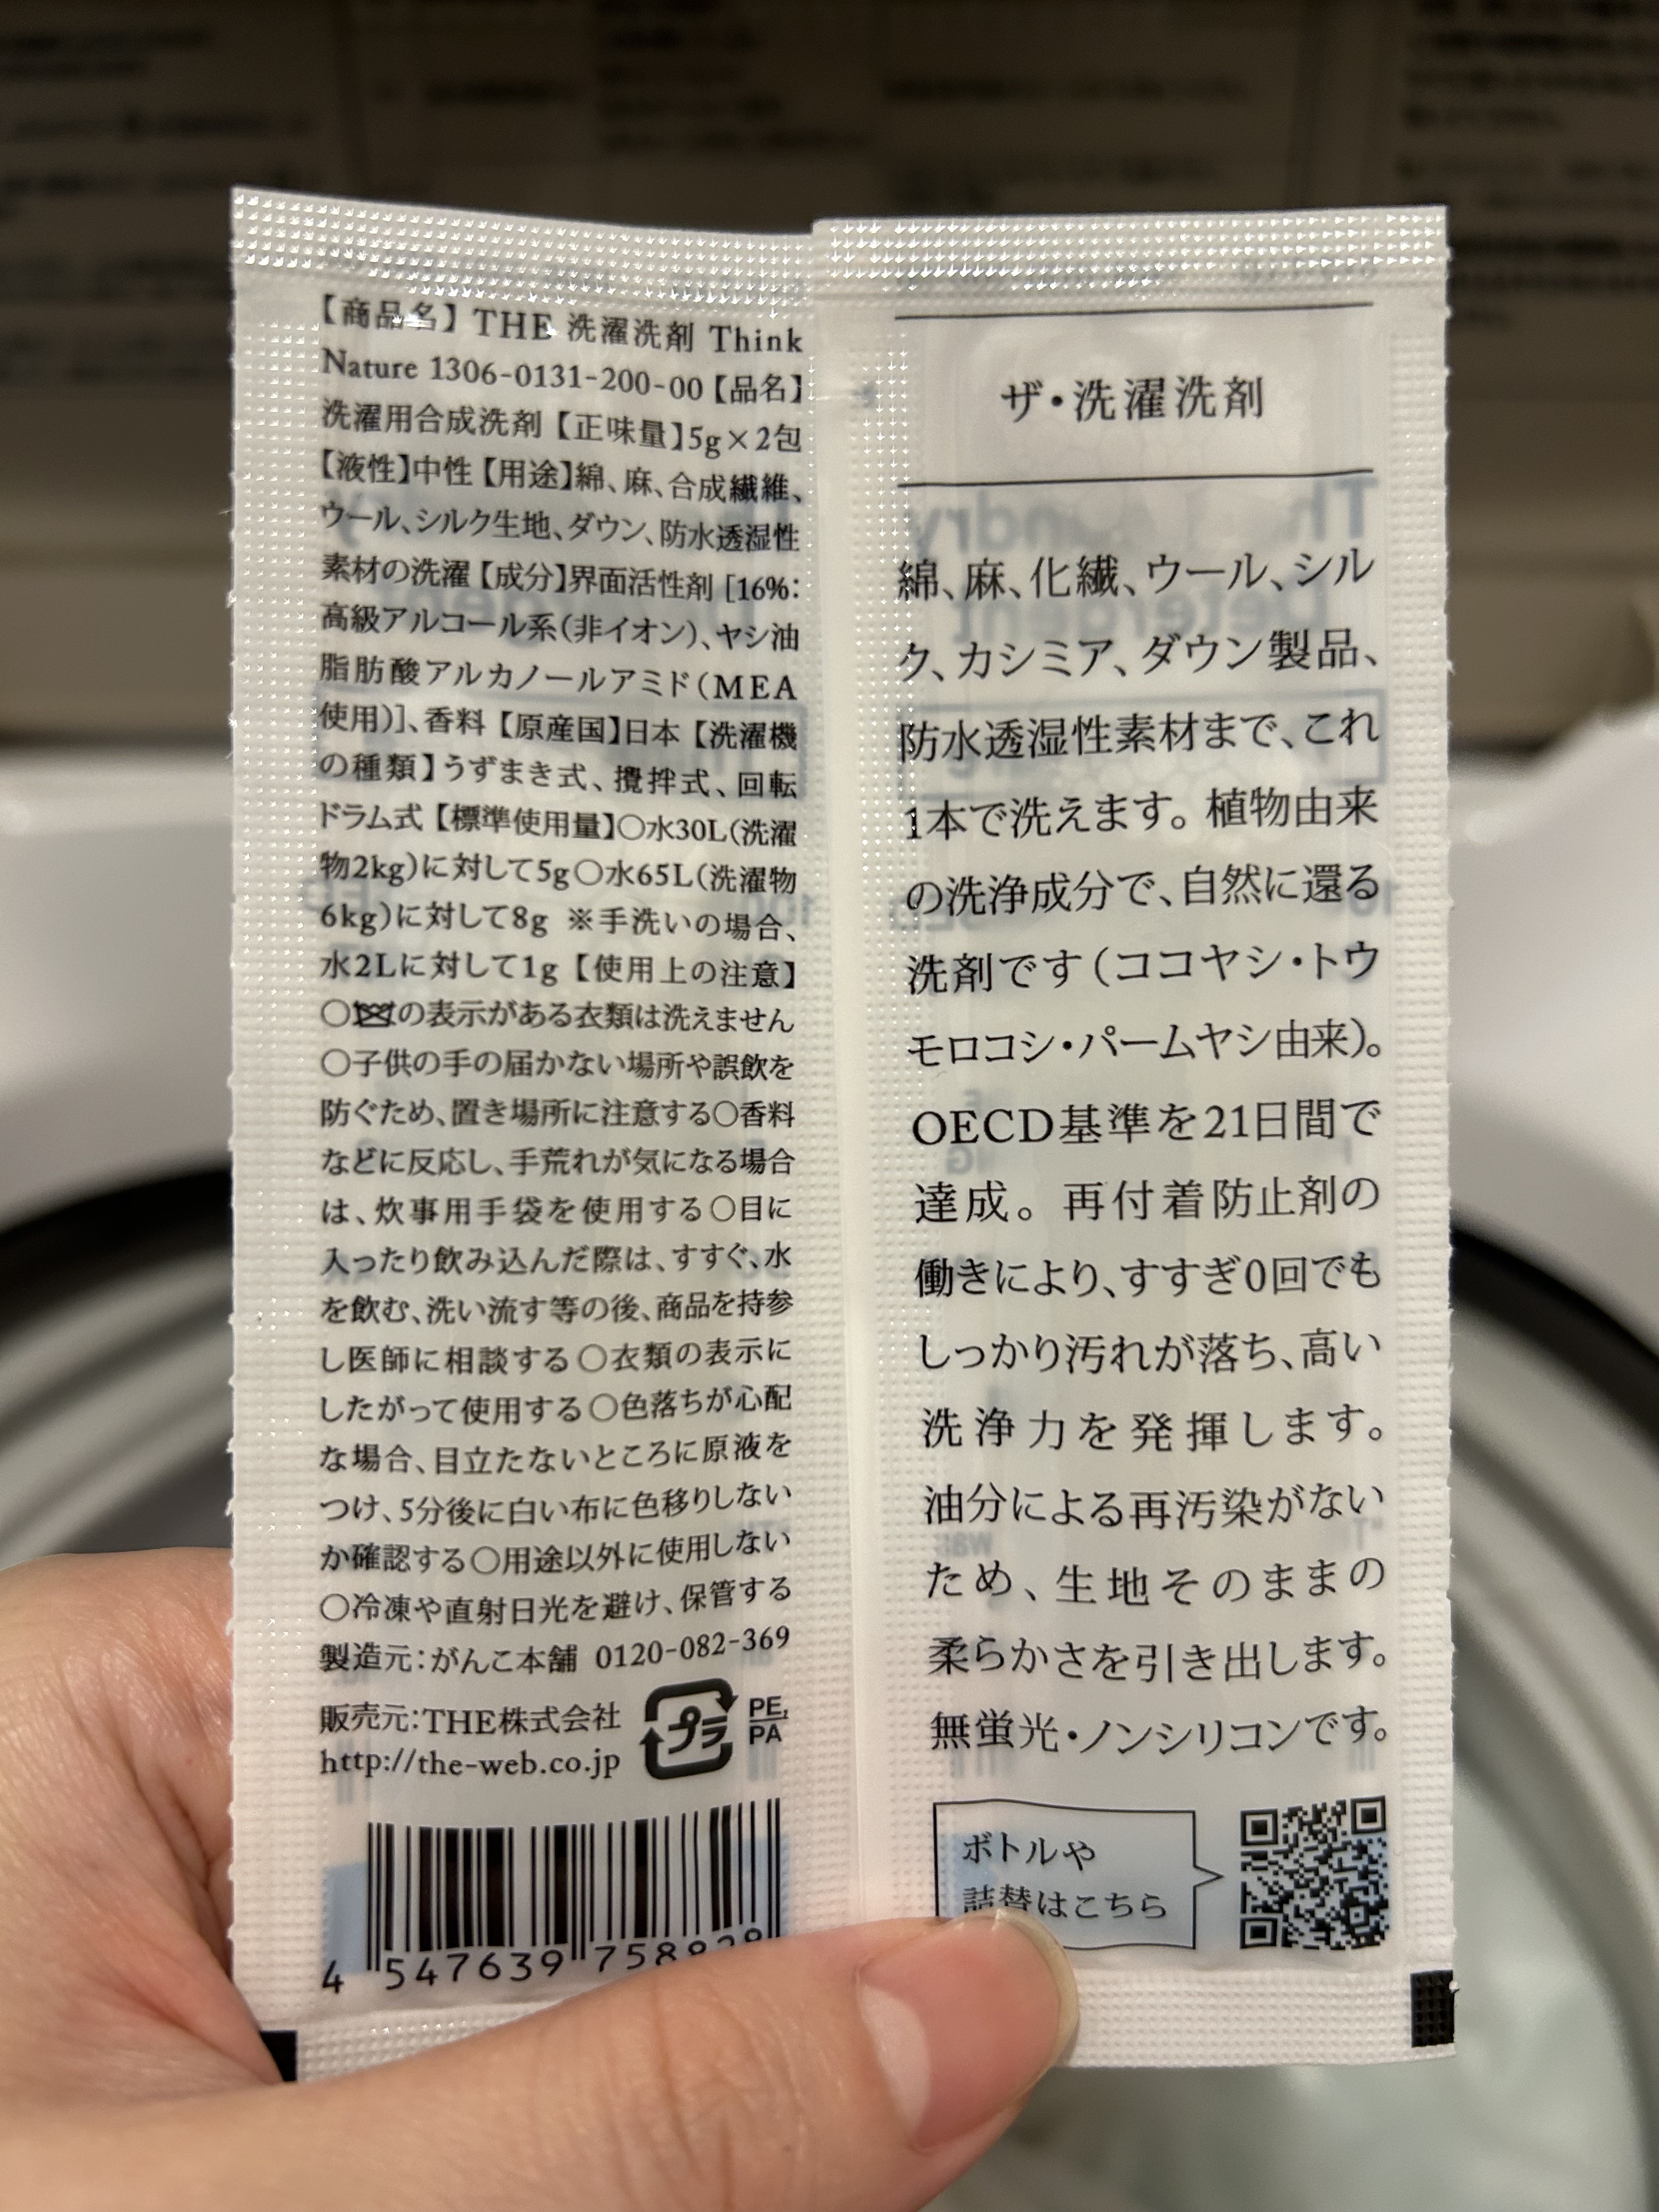 【商品名】THE 洗濯洗剤 Think
Nature 1306-0131-200-00【品名】
洗濯用合成洗剤【正味量】5g×2包
【液性】中性【用途】綿、麻、合成繊維、
ウール、シルク生地、ダウン、防水透湿性
素材の洗濯【成分】界面活性剤［16%：
高級アルコール系（非イオン）、ヤシ油
脂肪酸アルカノールアミド（MEA
使用）］、香料【原産国】日本【洗濯機
の種類】うずまき式、攪拌式、回転
ドラム式【標準使用量】○水30L（洗濯
物2kg）に対して5g○水65L（洗濯物
6kg）に対して8g ※手洗いの場合、
水2Lに対して1g【使用上の注意】
○の表示がある衣類は洗えません
○子供の手の届かない場所や誤飲を
防ぐため、置き場所に注意する○香料
などに反応し、手荒れが気になる場合
は、炊事用手袋を使用する○目に
入ったり飲み込んだ際は、すすぐ、水
を飲む、洗い流す等の後、商品を持参
し医師に相談する○衣類の表示に
したがって使用する○色落ちが心配
な場合、目立たないところに原液を
つけ、5分後に白い布に色移りしない
か確認する○用途以外に使用しない
○冷凍や直射日光を避け、保管する
製造元：がんこ本舗 0120-082-369
販売元：THE株式会社
http://the-web.co.jp
プラ
PE,
PA
4 547639
ザ・洗濯洗剤
綿、麻、化繊、ウール、シル
ク、カシミア、ダウン製品、
防水透湿性素材まで、これ
1本で洗えます。植物由来
の洗浄成分で、自然に還る
洗剤です（ココヤシ・トウ
モロコシ・パームヤシ由来）。
OECD基準を21日間で
達成。再付着防止剤の
働きにより、すすぎ0回でも
しっかり汚れが落ち、高い
洗浄力を発揮します。
油分による再汚染がない
ため、生地そのままの
柔らかさを引き出します。
無蛍光・ノンシリコンです。
ボトルや
詰替はこちら